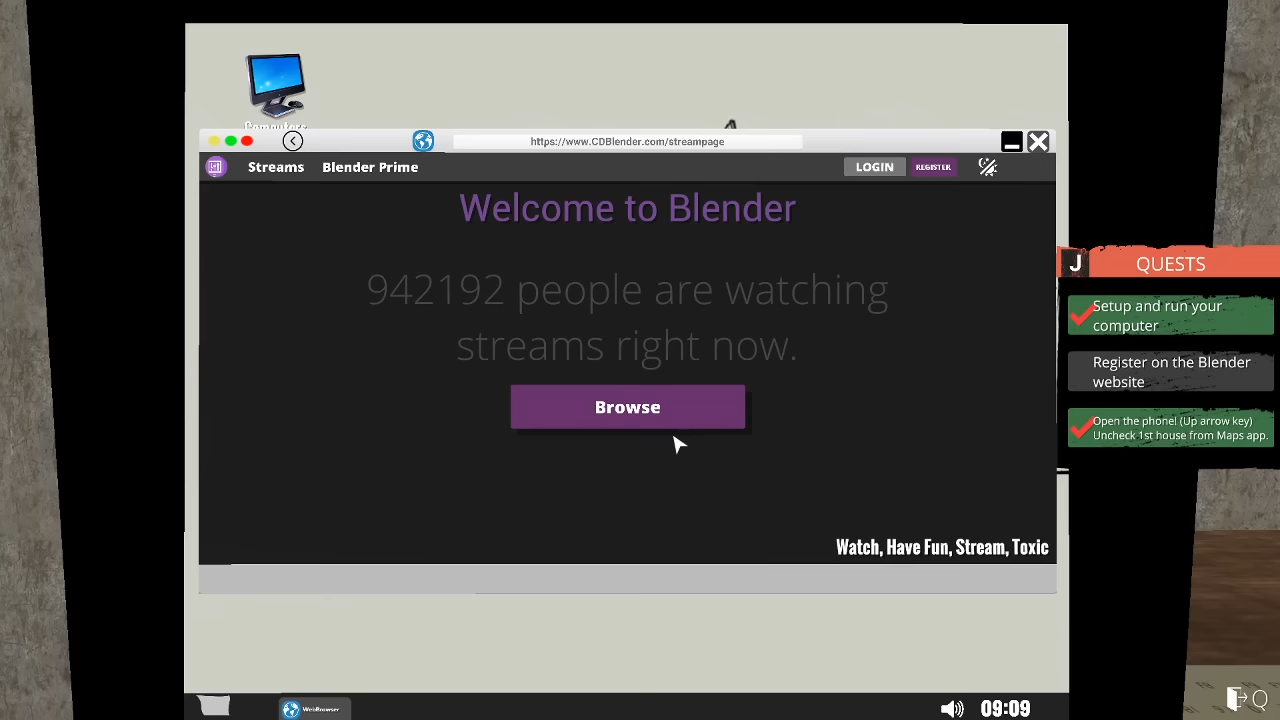 Computers
https://www.CDBlender.com/streampage
Streams Blender Prime LOGIN REGISTER
Welcome to Blender
942192 people are watching
streams right now.
Browse
Watch, Have Fun, Stream, Toxic
WebBrowser
09:09
J QUESTS
Setup and run your
computer
Register on the Blender
website
Open the phone! (Up arrow key)
Uncheck 1st house from Maps app.
Q